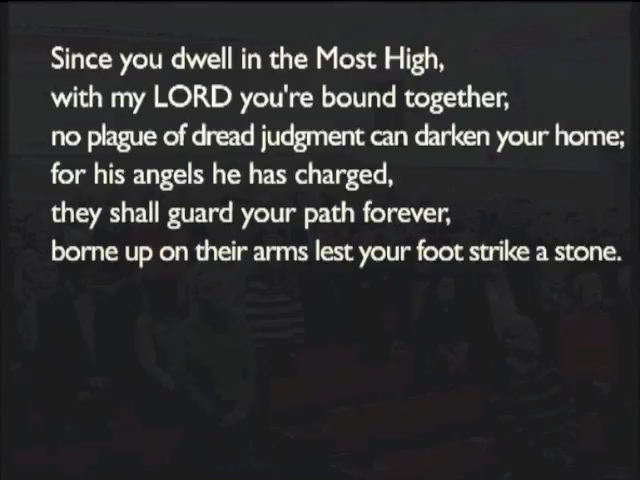 Since you dwell in the Most High,
with my LORD you're bound together,
no plague of dread judgment can darken your home;
for his angels he has charged,
they shall guard your path forever,
borne up on their arms lest your foot strike a stone.